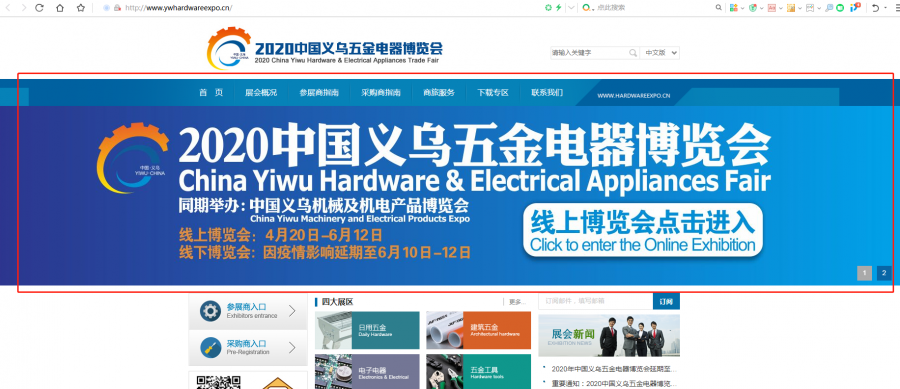 http://www.ywhardwareexpo.cn/
点此搜索
2020中国义乌五金电器博览会
2020 China Yiwu Hardware & Electrical Appliances Trade Fair
请输入关键字
中文版
首 页
展会概况
参展商指南
采购商指南
商旅服务
下载专区
联系我们
WWW.HARDWAREEXPO.CN
中国·义乌
YIWU·CHINA
2020中国义乌五金电器博览会
China Yiwu Hardware & Electrical Appliances Fair
同期举办:中国义乌机械及机电产品博览会
China Yiwu Machinery and Electrical Products Expo
线上博览会：4月20日-6月12日
线下博览会：因疫情影响延期至6月10日-12日
线上博览会点击进入
Click to enter the Online Exhibition
1
2
参展商入口
Exhibitors entrance
采购商入口
Pre-Registration
四大展区
更多...
日用五金
Daily Hardware
建筑五金
Architectural hardware
电子电器
Electronics & Electrical
五金工具
Hardware tools
订阅邮件，填写邮箱
订阅
展会新闻
EXHIBITION NEWS
2020年中国义乌五金电器博览会延期至...
重要通知：2020中国义乌五金电器博览...